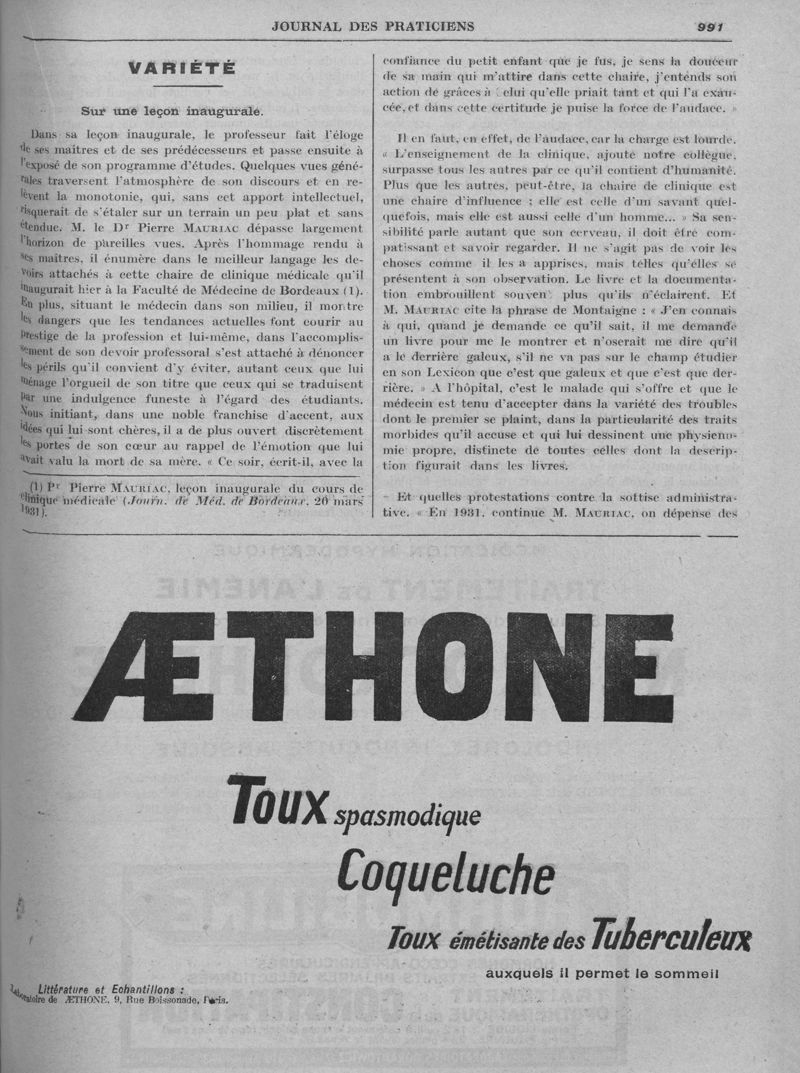 JOURNAL DES PRATICIENS 991
VARIÉTÉ
Sur une leçon inaugurale.
Dans sa leçon inaugurale, le professeur fait l'éloge
de ses maîtres et de ses prédécesseurs et passe ensuite à
l'exposé de son programme d'études. Quelques vues géné-
rales traversent l'atmosphère de son discours et en re-
lèvent la monotonie, qui, sans cet apport intellectuel,
risquerait de s'étaler sur un terrain un peu plat et sans
étendue. M. le Dr Pierre MAURIAC dépasse largement
l'horizon de pareilles vues. Après l'hommage rendu à
ses maîtres, il énumère dans le meilleur langage les de-
voirs attachés à cette chaire de clinique médicale qu'il
inaugurait hier à la Faculté de Médecine de Bordeaux (1).
En plus, situant le médecin dans son milieu, il montre
les dangers que les tendances actuelles font courir au
prestige de la profession et lui-même, dans l'accomplis-
sement de son devoir professoral s'est attaché à dénoncer
les périls qu'il convient d'y éviter, autant ceux que lui
ménage l'orgueil de son titre que ceux qui se traduisent
par une indulgence funeste à l'égard des étudiants.
Nous initiant, dans une noble franchise d'accent, aux
idées qui lui sont chères, il a de plus ouvert discrètement
les portes de son cœur au rappel de l'émotion que lui
avait valu la mort de sa mère. « Ce soir, écrit-il, avec la
(1) Pr Pierre MAURIAC, leçon inaugurale du cours de
clinique médicale (Journ. de Méd. de Bordeaux, 20 mars
1931).
confiance du petit enfant que je fus, je sens la douceur
de sa main qui m'attire dans cette chaire, j'entends son
action de grâces à celui qu'elle priait tant et qui l'a exau-
cée, et dans cette certitude je puise la force de l'audace. »
Il en faut, en effet, de l'audace, car la charge est lourde.
« L'enseignement de la clinique, ajoute notre collègue,
surpasse tous les autres par ce qu'il contient d'humanité.
Plus que les autres, peut-être, la chaire de clinique est
une chaire d'influence ; elle est celle d'un savant quel-
quefois, mais elle est aussi celle d'un homme... » Sa sen-
sibilité parle autant que son cerveau, il doit être com-
patissant et savoir regarder. Il ne s'agit pas de voir les
choses comme il les a apprises, mais telles qu'elles se
présentent à son observation. Le livre et la documenta-
tion embrouillent souven plus qu'ils n'éclairent. Et
M. MAURIAC cite la phrase de Montaigne : « J'en connais
à qui, quand je demande ce qu'il sait, il me demande
un livre pour me le montrer et n'oserait me dire qu'il
a le derrière galeux, s'il ne va pas sur le champ étudier
en son Lexicon que c'est que galeux et que c'est que der-
rière. » A l'hôpital, c'est le malade qui s'offre et que le
médecin est tenu d'accepter dans la variété des troubles
dont le premier se plaint, dans la particularité des traits
morbides qu'il accuse et qui lui dessinent une physiono-
mie propre, distincte de toutes celles dont la descrip-
tion figurait dans les livres.
Et quelles protestations contre la sottise administra-
tive. « En 1931, continue M. MAURIAC, on dépense des
ÆTHONE
Toux spasmodique
Coqueluche
Toux émétisante des Tuberculeux
auxquels il permet le sommeil
Littérature et Echantillons :
Laboratoire de ÆTHONE, 9, Rue Boissonade, Paris.